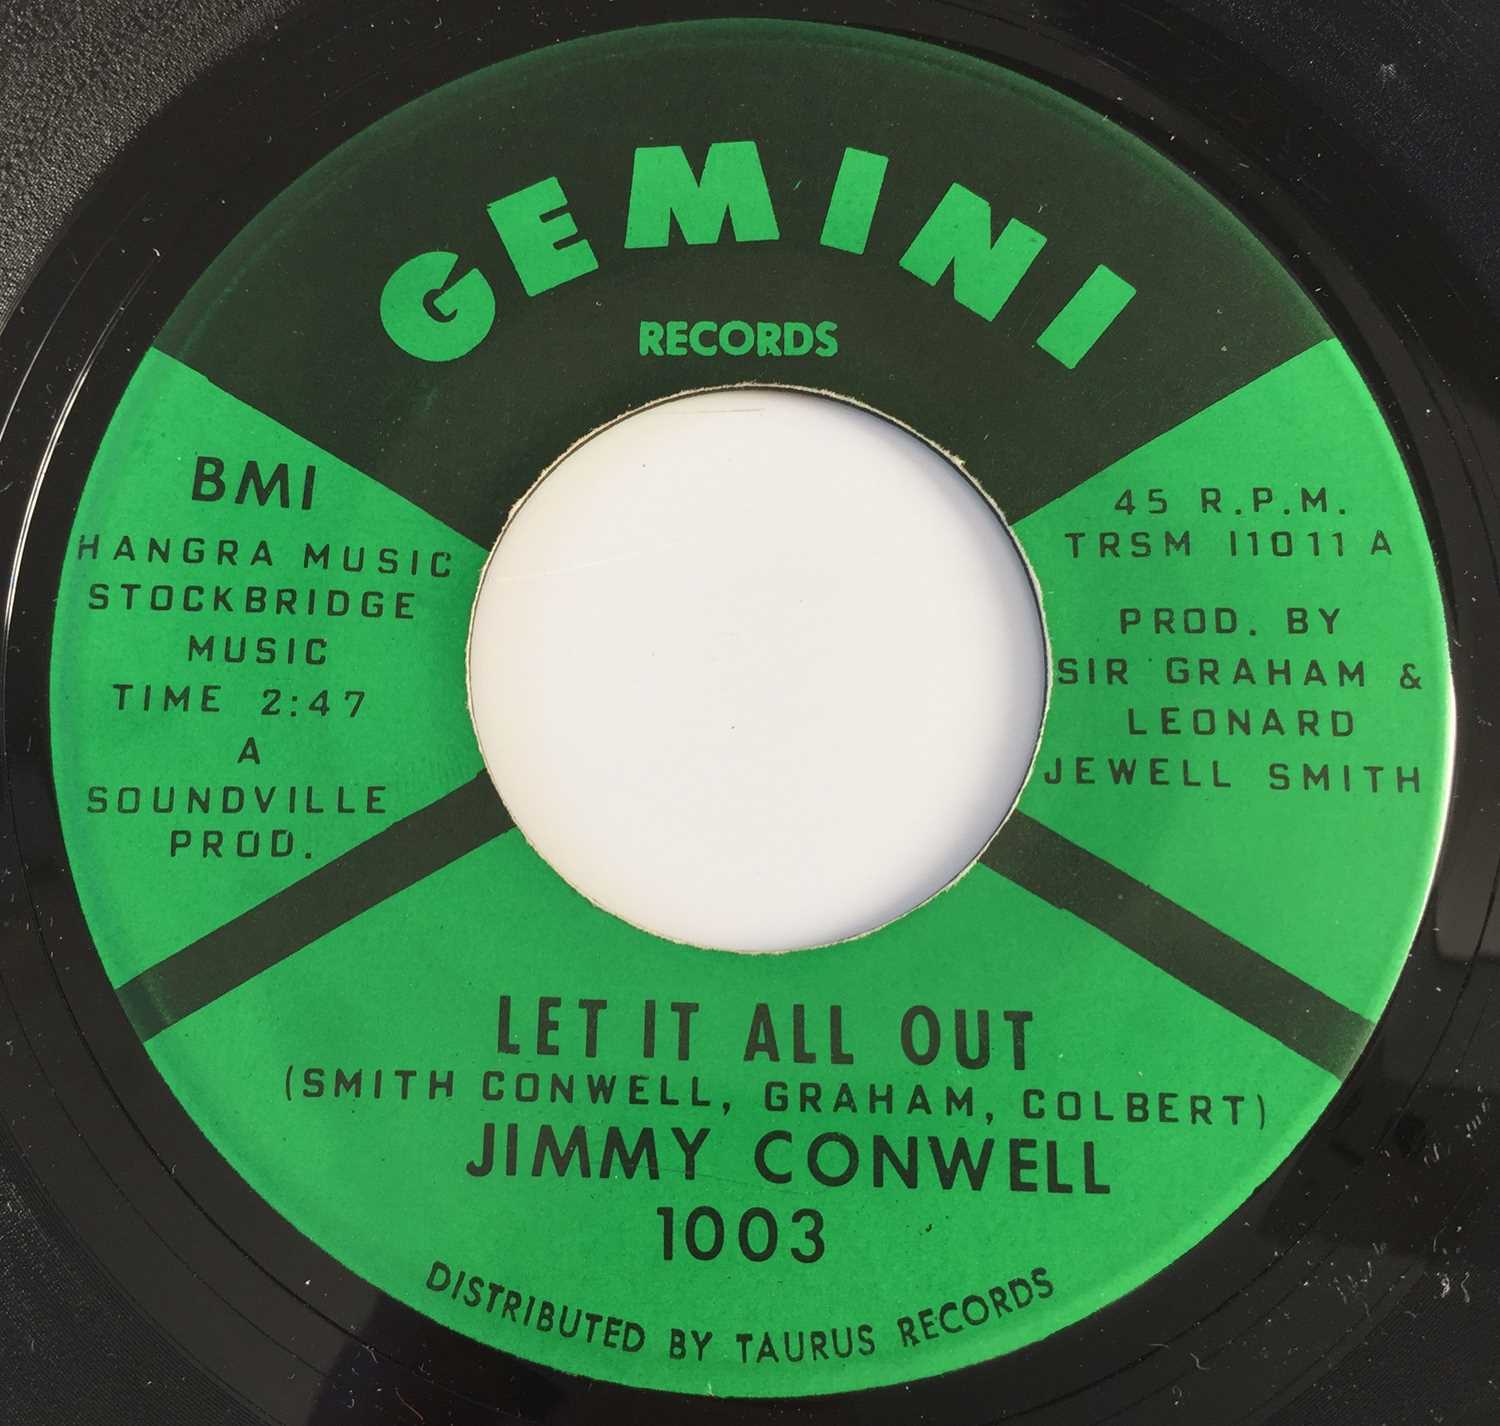 GEMINI
RECORDS
BMI
HANGRA MUSIC
STOCKBRIDGE
MUSIC
TIME 2:47
A
SOUNDVILLE
PROD.
45 R.P.M.
TRSM 11011 A
PROD. BY
SIR GRAHAM &
LEONARD
JEWELL SMITH
LET IT ALL OUT
(SMITH CONWELL, GRAHAM, COLBERT)
JIMMY CONWELL
1003
DISTRIBUTED BY TAURUS RECORDS